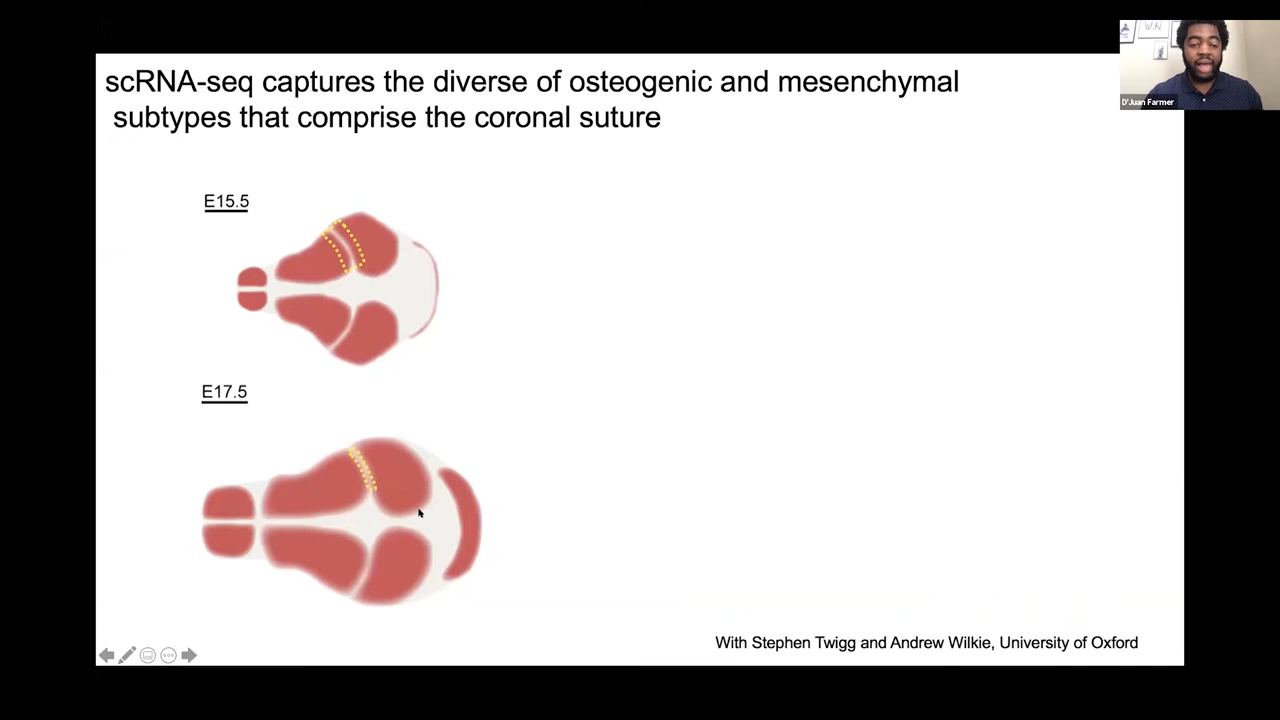 scRNA-seq captures the diverse of osteogenic and mesenchymal
subtypes that comprise the coronal suture
D'Juan Farmer
E15.5
E17.5
With Stephen Twigg and Andrew Wilkie, University of Oxford